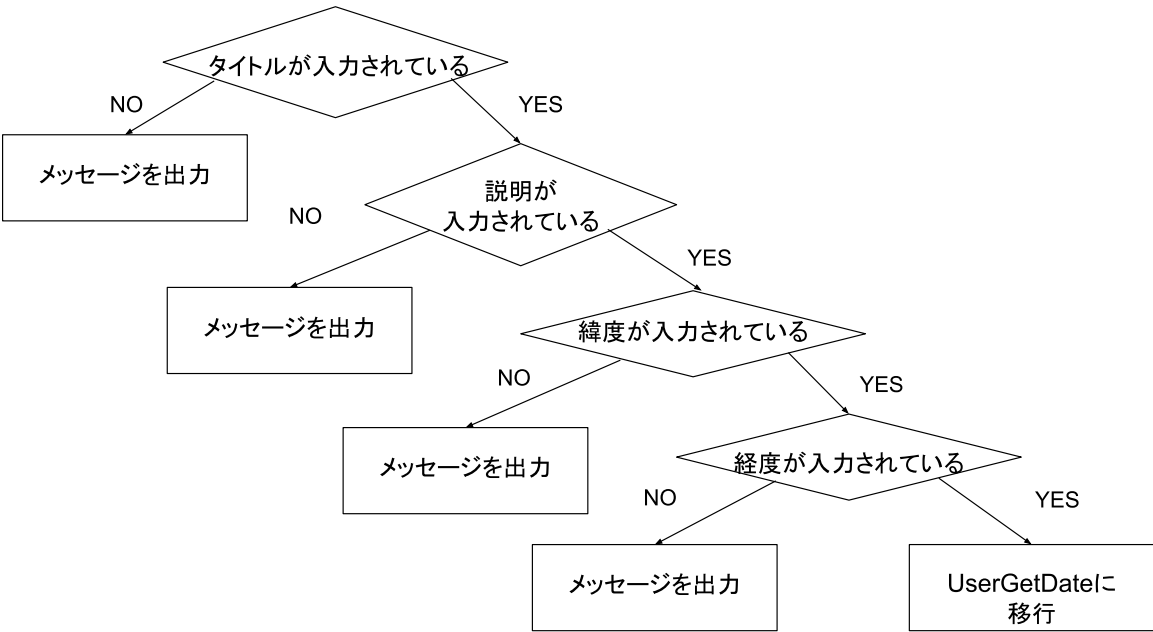 タイトルが入力されている
NO
YES
メッセージを出力
説明が
入力されている
NO
YES
メッセージを出力
緯度が入力されている
NO
YES
メッセージを出力
経度が入力されている
NO
YES
メッセージを出力
UserGetDateに
移行